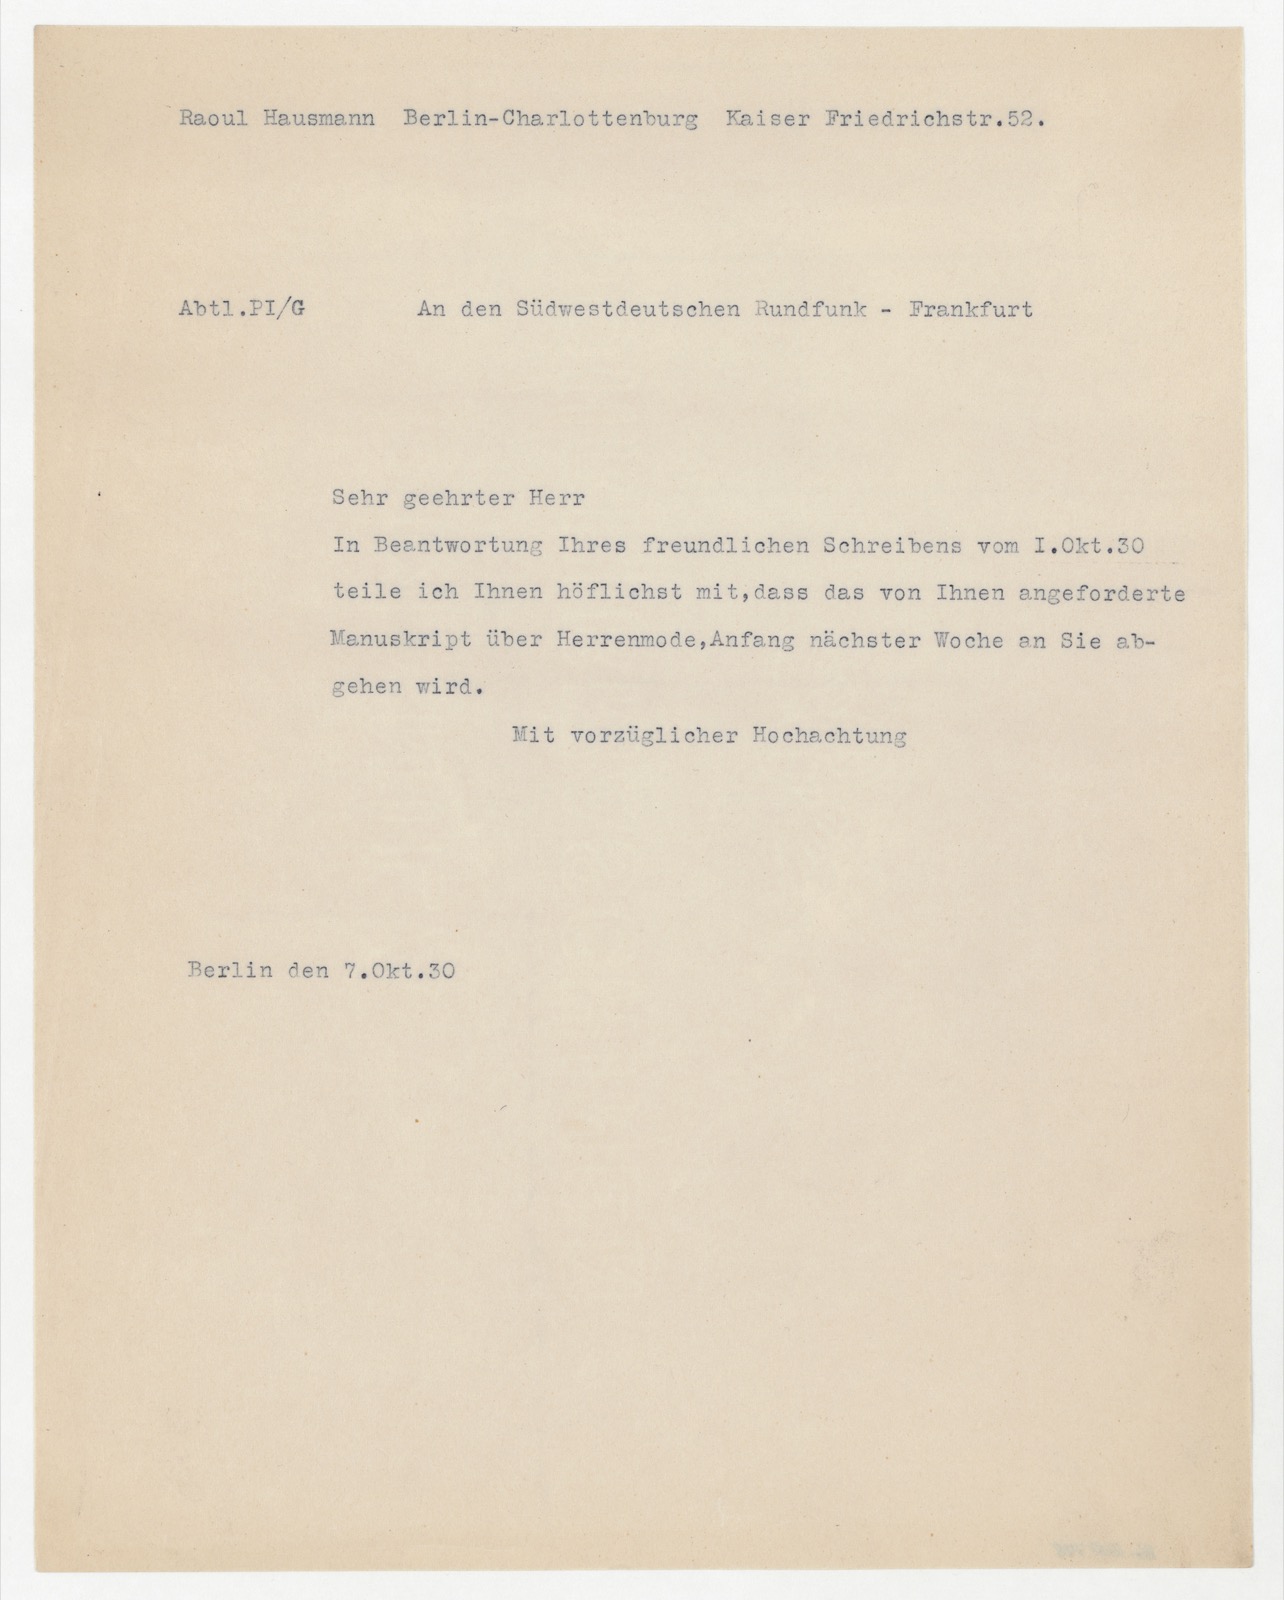 Raoul Hausmann Berlin-Charlottenburg Kaiser Friedrichstr.52.
Abtl.PI/G An den Südwestdeutschen Rundfunk - Frankfurt
Sehr geehrter Herr
In Beantwortung Ihres freundlichen Schreibens vom I.Okt.30
teile ich Ihnen höflichst mit,dass das von Ihnen angeforderte
Manuskript über Herrenmode,Anfang nächster Woche an Sie ab-
gehen wird.
Mit vorzüglicher Hochachtung
Berlin den 7.Okt.30